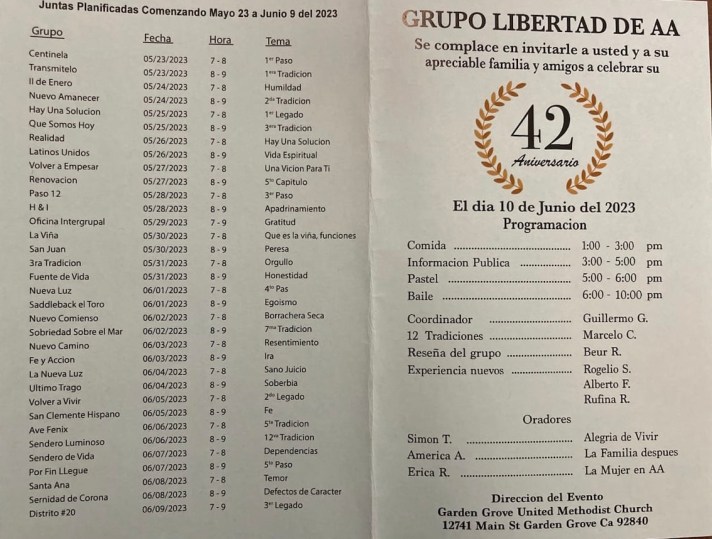 Juntas Planificadas Comenzando Mayo 23 a Junio 9 del 2023
Grupo Fecha Hora Tema
Centinela 05/23/2023 7 - 8 1er Paso
Transmitelo 05/23/2023 8 - 9 1era Tradicion
II de Enero 05/24/2023 7 - 8 Humildad
Nuevo Amanecer 05/24/2023 8 - 9 2da Tradicion
Hay Una Solucion 05/25/2023 7 - 8 1er Legado
Que Somos Hoy 05/25/2023 8 - 9 3era Tradicion
Realidad 05/26/2023 7 - 8 Hay Una Solucion
Latinos Unidos 05/26/2023 8 - 9 Vida Espiritual
Volver a Empesar 05/27/2023 7 - 8 Una Vicion Para Ti
Renovacion 05/27/2023 8 - 9 5to Capitulo
Paso 12 05/28/2023 7 - 8 3er Paso
H & I 05/28/2023 8 - 9 Apadrinamiento
Oficina Intergrupal 05/29/2023 7 - 9 Gratitud
La Viña 05/30/2023 7 - 8 Que es la viña, funciones
San Juan 05/30/2023 8 - 9 Peresa
3ra Tradicion 05/31/2023 7 - 8 Orgullo
Fuente de Vida 05/31/2023 8 - 9 Honestidad
Nueva Luz 06/01/2023 7 - 8 4to Pas
Saddleback el Toro 06/01/2023 8 - 9 Egoismo
Nuevo Comienso 06/02/2023 7 - 8 Borrachera Seca
Sobriedad Sobre el Mar 06/02/2023 8 - 9 7ma Tradicion
Nuevo Camino 06/03/2023 7 - 8 Resentimiento
Fe y Accion 06/03/2023 8 - 9 Ira
La Nueva Luz 06/04/2023 7 - 8 Sano Juicio
Ultimo Trago 06/04/2023 8 - 9 Soberbia
Volver a Vivir 06/05/2023 7 - 8 2do Legado
San Clemente Hispano 06/05/2023 8 - 9 Fe
Ave Fenix 06/06/2023 7 - 8 5ta Tradicion
Sendero Luminoso 06/06/2023 8 - 9 12va Tradicion
Sendero de Vida 06/07/2023 7 - 8 Dependencias
Por Fin LLegue 06/07/2023 8 - 9 5to Paso
Santa Ana 06/08/2023 7 - 8 Temor
Sernidad de Corona 06/08/2023 8 - 9 Defectos de Caracter
Distrito #20 06/09/2023 7 - 9 3er Legado
GRUPO LIBERTAD DE AA
Se complace en invitarle a usted y a su
apreciable familia y amigos a celebrar su
42
Aniversario
El dia 10 de Junio del 2023
Programacion
Comida ........ 1:00 - 3:00 pm
Informacion Publica ........ 3:00 - 5:00 pm
Pastel ........ 5:00 - 6:00 pm
Baile ........ 6:00 - 10:00 pm
Coordinador ........ Guillermo G.
12 Tradiciones ........ Marcelo C.
Reseña del grupo ........ Beur R.
Experiencia nuevos ........ Rogelio S.
Alberto F.
Rufina R.
Oradores
Simon T. ........ Alegria de Vivir
America A. ........ La Familia despues
Erica R. ........ La Mujer en AA
Direccion del Evento
Garden Grove United Methodist Church
12741 Main St Garden Grove Ca 92840